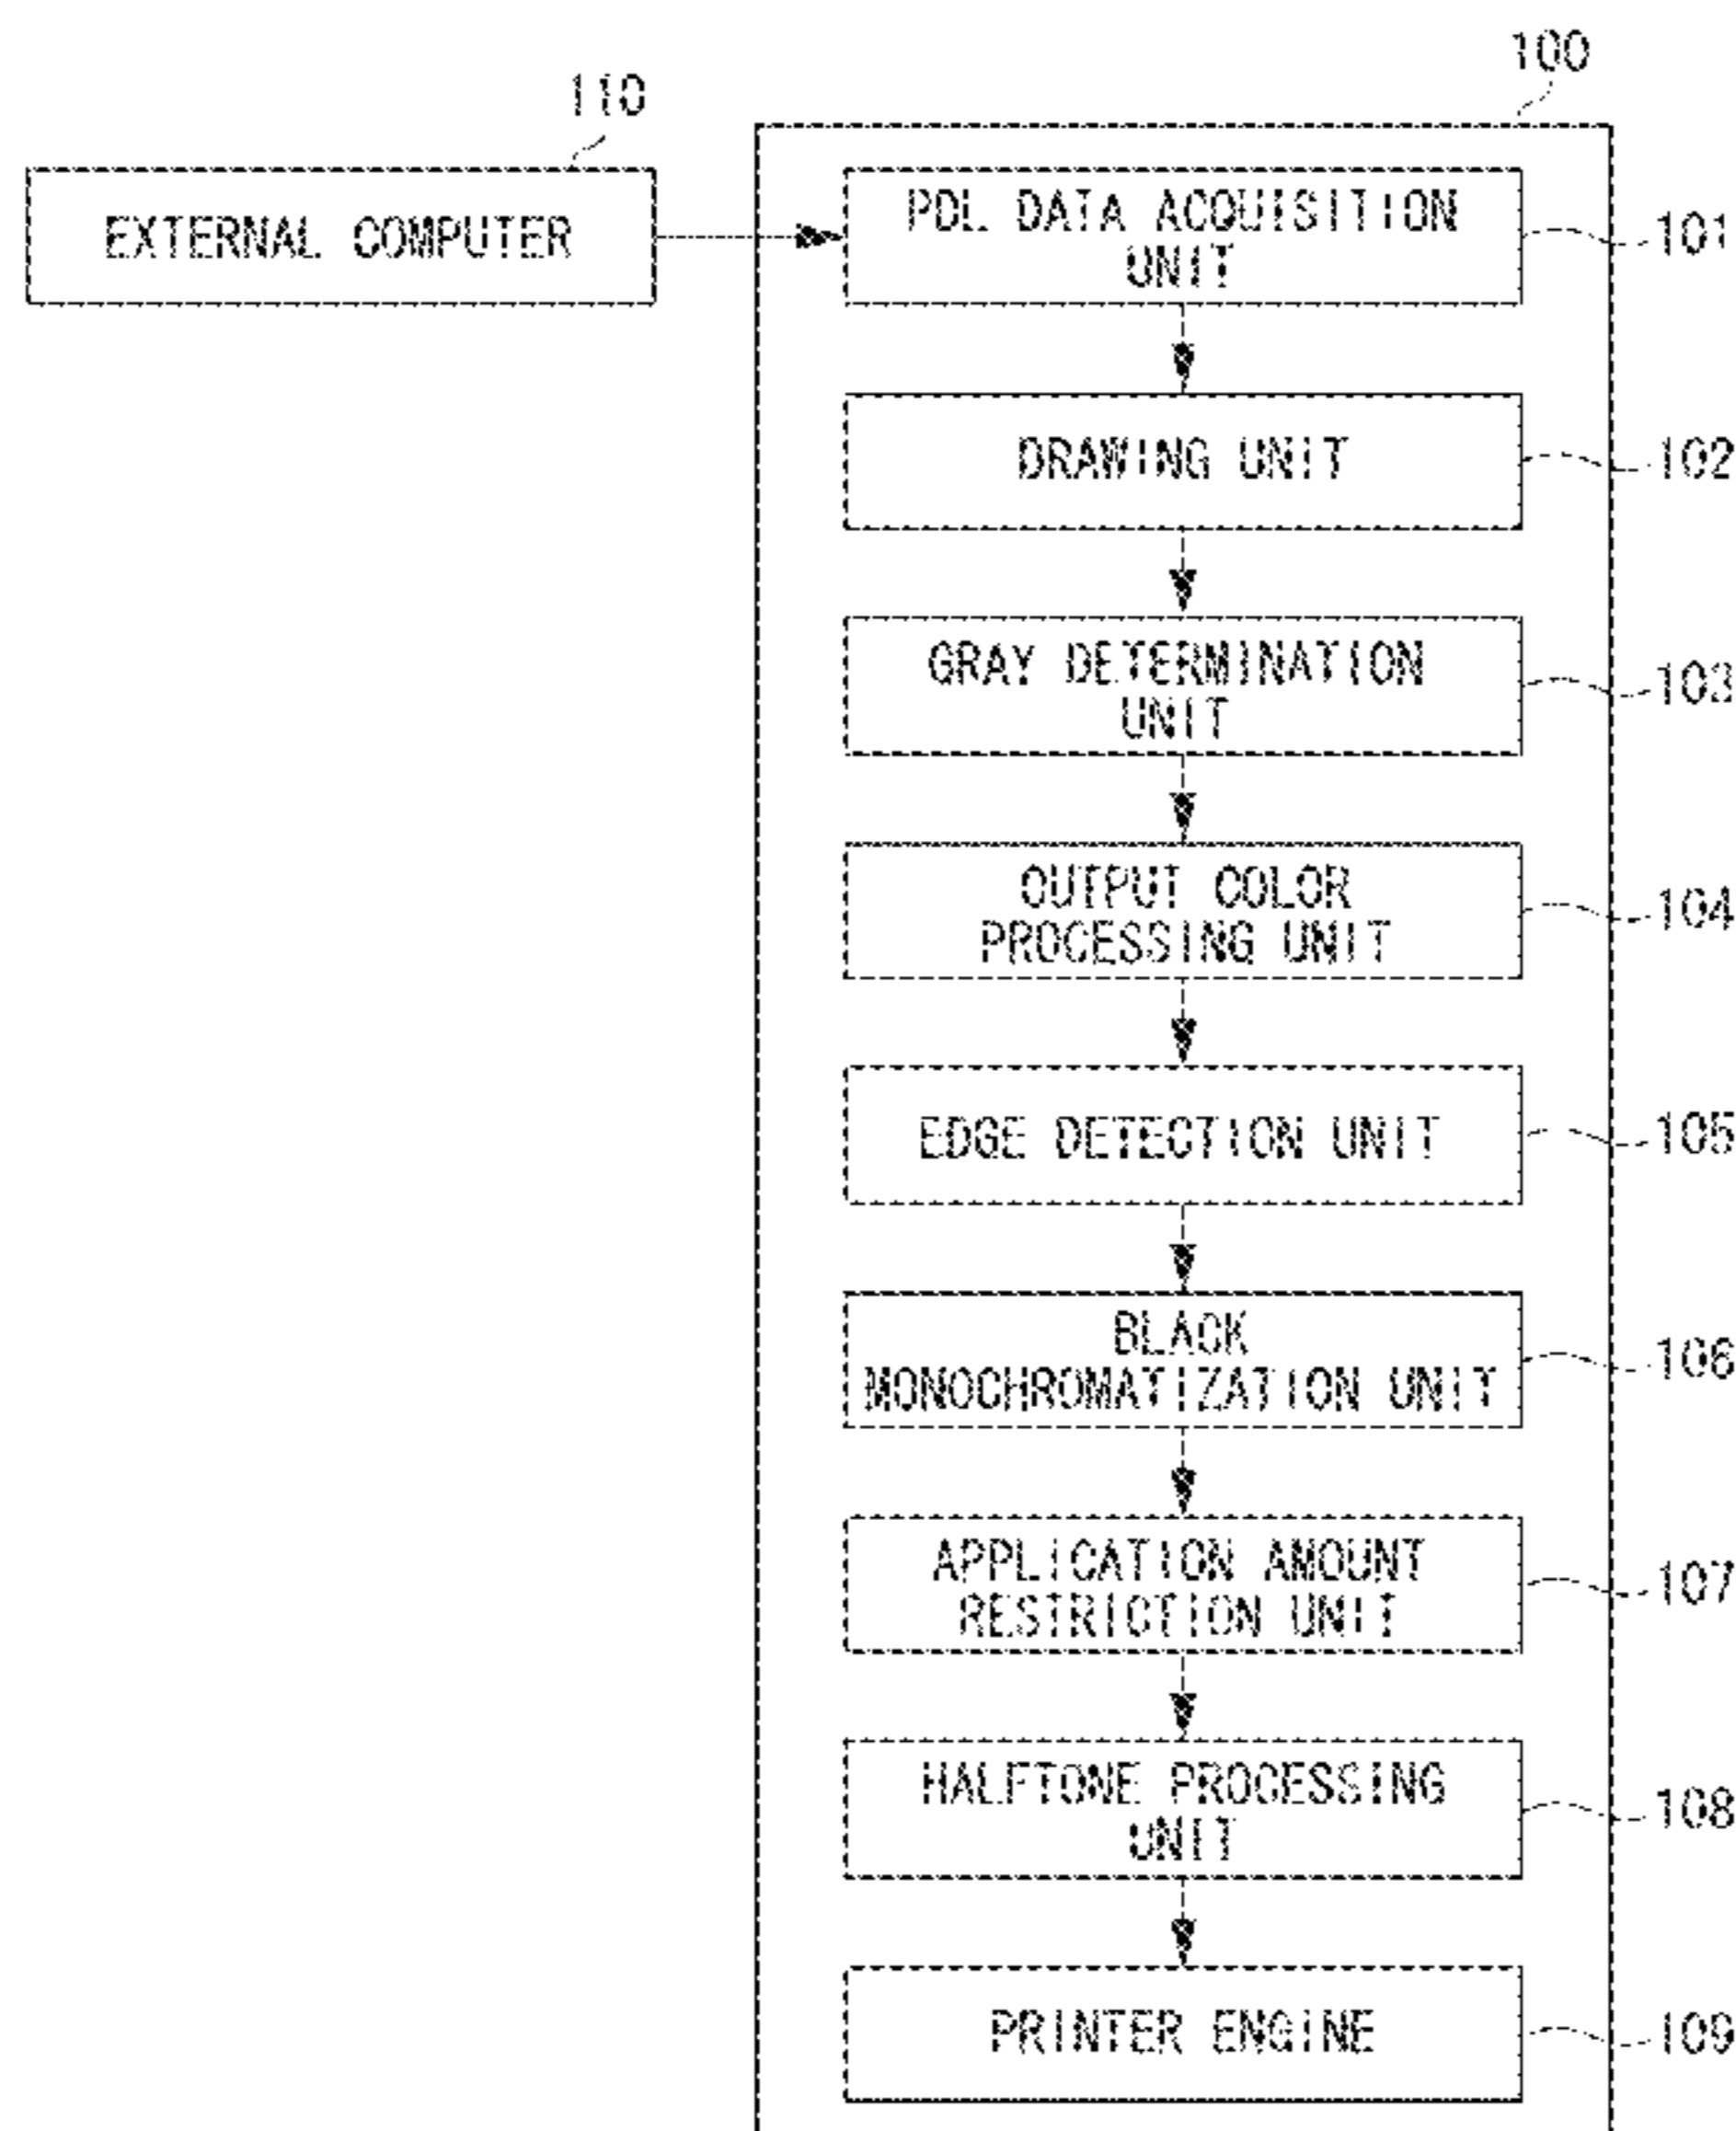 100
110
EXTERNAL COMPUTER
PDL DATA ACQUISITION
UNIT
101
DRAWING UNIT
102
GRAY DETERMINATION
UNIT
103
OUTPUT COLOR
PROCESSING UNIT
104
EDGE DETECTION UNIT
105
BLACK
MONOCHROMATIZATION UNIT
106
APPLICATION AMOUNT
RESTRICTION UNIT
107
HALFTONE PROCESSING
UNIT
108
PRINTER ENGINE
109